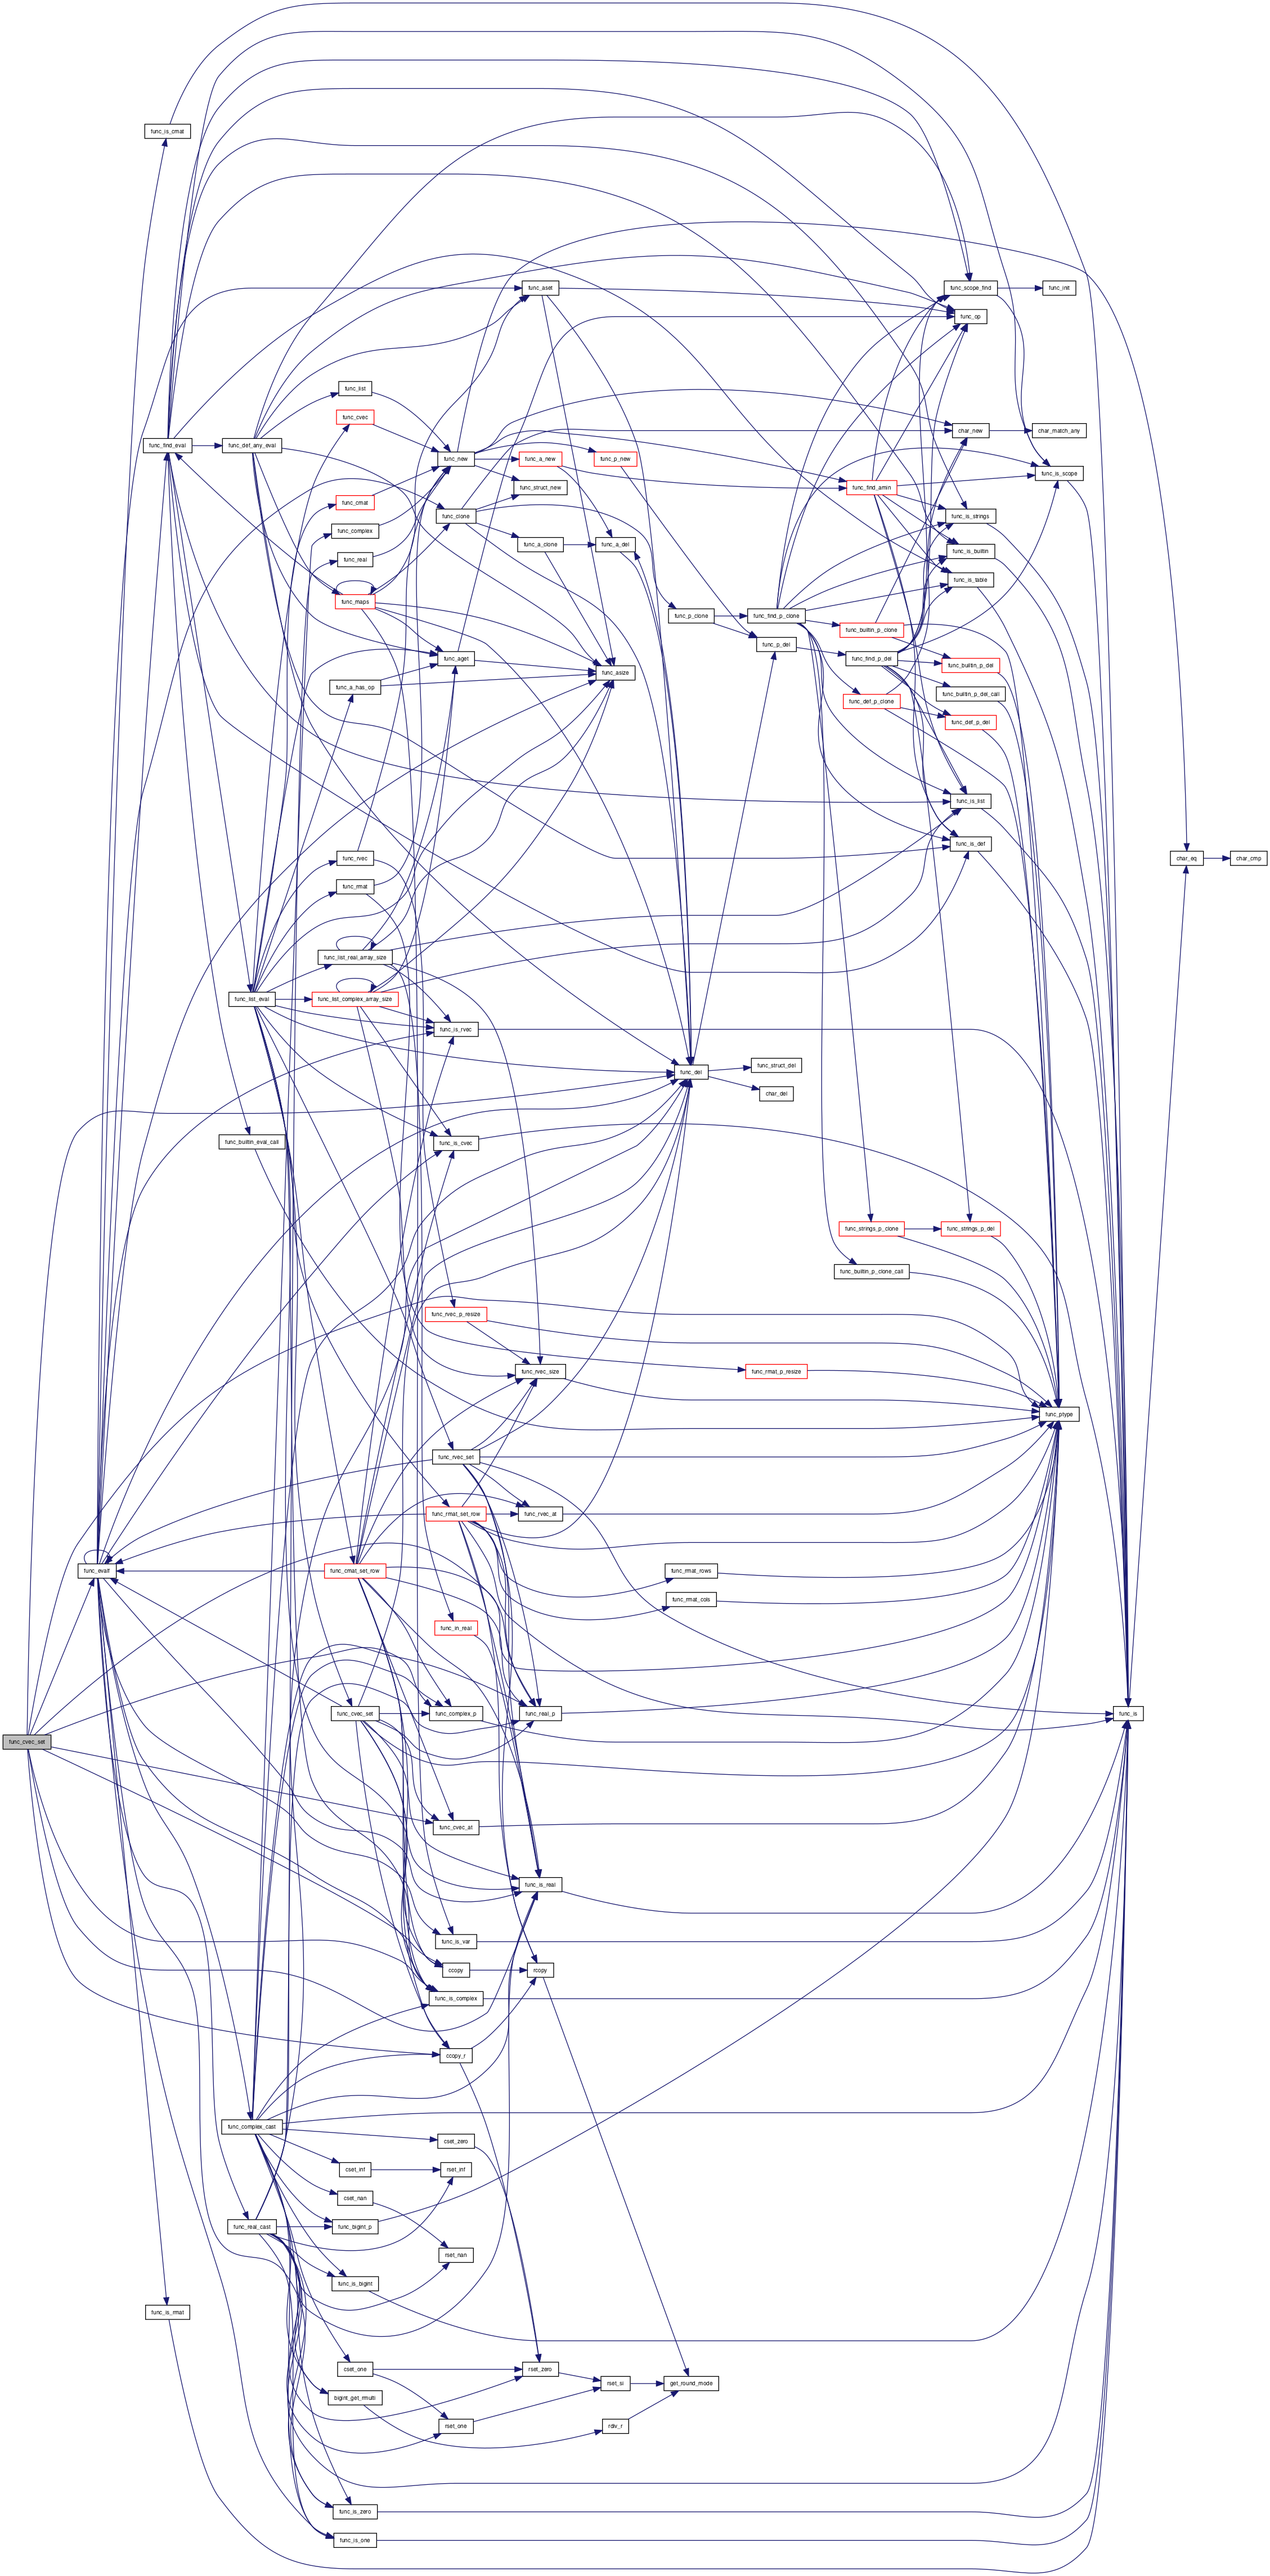 func_is_cmat
func_aset
func_scope_find
func_init
func_op
func_list
func_cvec
char_new
char_match_any
func_find_eval
func_def_any_eval
func_new
func_a_new
func_p_new
func_is_scope
func_struct_new
func_find_amin
func_cmat
func_clone
func_is_strings
func_complex
func_a_clone
func_a_del
func_is_builtin
func_real
func_is_table
func_maps
func_p_clone
func_find_p_clone
func_builtin_p_clone
func_p_del
func_aget
func_find_p_del
func_builtin_p_del
func_asize
func_a_has_op
func_builtin_p_del_call
func_def_p_clone
func_def_p_del
func_is_list
func_is_def
func_rvec
char_eq
char_cmp
func_rmat
func_list_real_array_size
func_list_eval
func_list_complex_array_size
func_is_rvec
func_struct_del
func_del
char_del
func_builtin_eval_call
func_is_cvec
func_strings_p_clone
func_strings_p_del
func_builtin_p_clone_call
func_rvec_p_resize
func_rvec_size
func_rmat_p_resize
func_ptype
func_rvec_set
func_rmat_set_row
func_rvec_at
func_evalf
func_cmat_set_row
func_rmat_rows
func_rmat_cols
func_in_real
func_cvec_set
func_complex_p
func_real_p
func_is
func_cvec_set
func_cvec_at
func_is_real
func_is_var
ccopy
rcopy
func_is_complex
ccopy_r
func_complex_cast
cset_zero
cset_inf
rset_inf
cset_nan
func_real_cast
func_bigint_p
rset_nan
func_is_bigint
func_is_rmat
cset_one
rset_zero
rset_si
get_round_mode
bigint_get_rmulti
rset_one
rdiv_r
func_is_zero
func_is_one